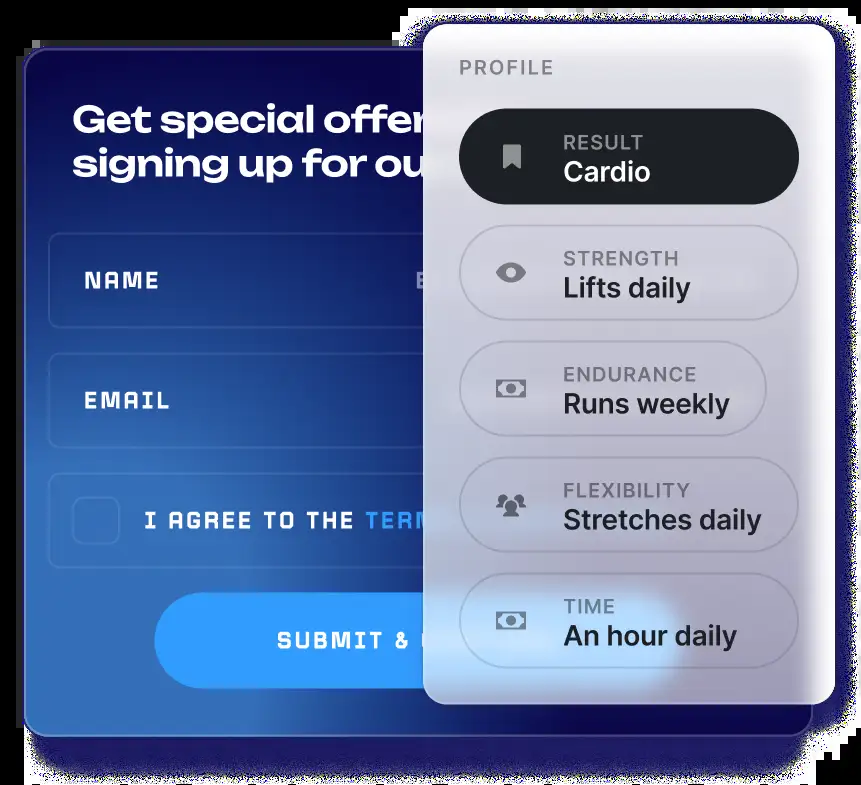 Get special offer
signing up for ou
NAME
EMAIL
I AGREE TO THE TERM
SUBMIT &
PROFILE
RESULT
Cardio
STRENGTH
Lifts daily
ENDURANCE
Runs weekly
FLEXIBILITY
Stretches daily
TIME
An hour daily